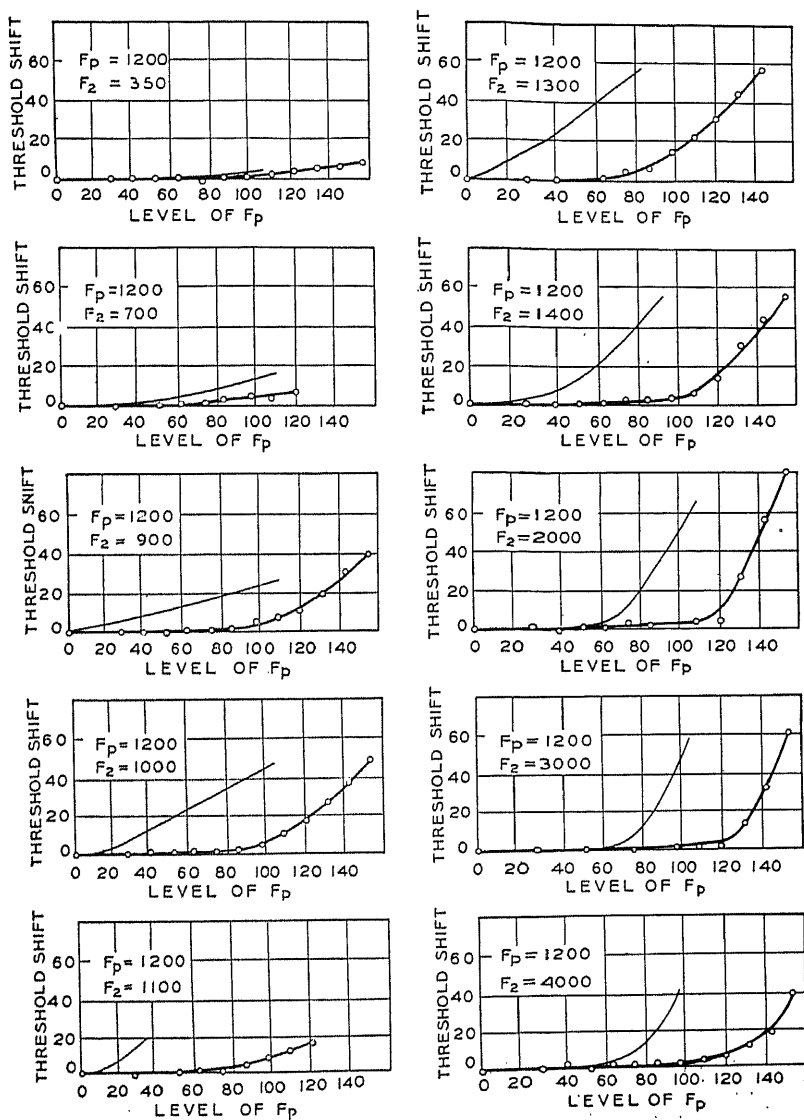 THRESHOLD SHIFT
Fp=1200
F2=350
60
40
20
0
0 20 40 60 80 100 120 140
LEVEL OF Fp
THRESHOLD SHIFT
Fp=1200
F2=1300
60
40
20
0
0 20 40 60 80 100 120 140
LEVEL OF Fp
THRESHOLD SHIFT
Fp=1200
F2=700
60
40
20
0
0 20 40 60 80 100 120 140
LEVEL OF Fp
THRESHOLD SHIFT
Fp=1200
F2=1400
60
40
20
0
0 20 40 60 80 100 120 140
LEVEL OF Fp
THRESHOLD SNIFT
Fp=1200
F2=900
60
40
20
0
0 20 40 60 80 100 120 140
LEVEL OF Fp
THRESHOLD SHIFT
Fp=1200
F2=2000
60
40
20
0
0 20 40 60 80 100 120 140
LEVEL OF Fp
THRESHOLD SHIFT
Fp=1200
F2=1000
60
40
20
0
0 20 40 60 80 100 120 140
LEVEL OF Fp
THRESHOLD SHIFT
Fp=1200
F2=3000
60
40
20
0
0 20 40 60 80 100 120 140
LEVEL OF Fp
THRESHOLD SHIFT
Fp=1200
F2=1100
60
40
20
0
0 20 40 60 80 100 120 140
LEVEL OF Fp
THRESHOLD SHIFT
Fp=1200
F2=4000
60
40
20
0
0 20 40 60 80 100 120 140
LEVEL OF Fp